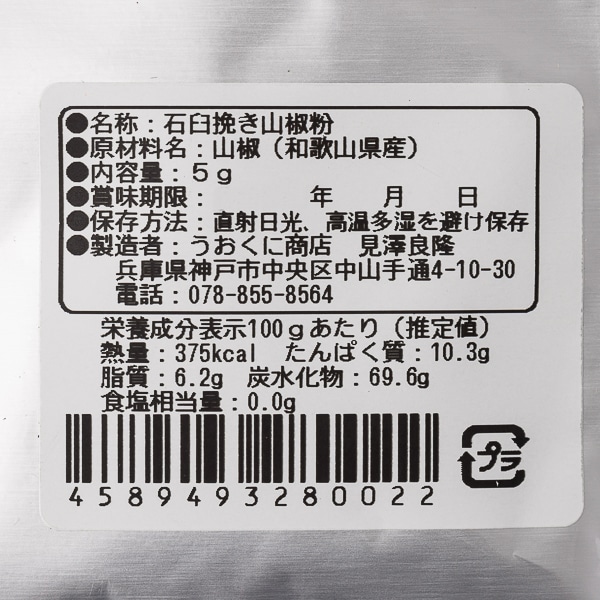 ●名称：石臼挽き山椒粉
●原材料名：山椒（和歌山県産）
●内容量：５ｇ
●賞味期限：　　　　年　　月　　日
●保存方法：直射日光、高温多湿を避け保存
●製造者：うおくに商店　見澤良隆
兵庫県神戸市中央区中山手通4-10-30
電話：078-855-8564
栄養成分表示100ｇあたり（推定値）
熱量：375kcal　たんぱく質：10.3g
脂質：6.2g　炭水化物：69.6g
食塩相当量：0.0g
プラ
4589493280022